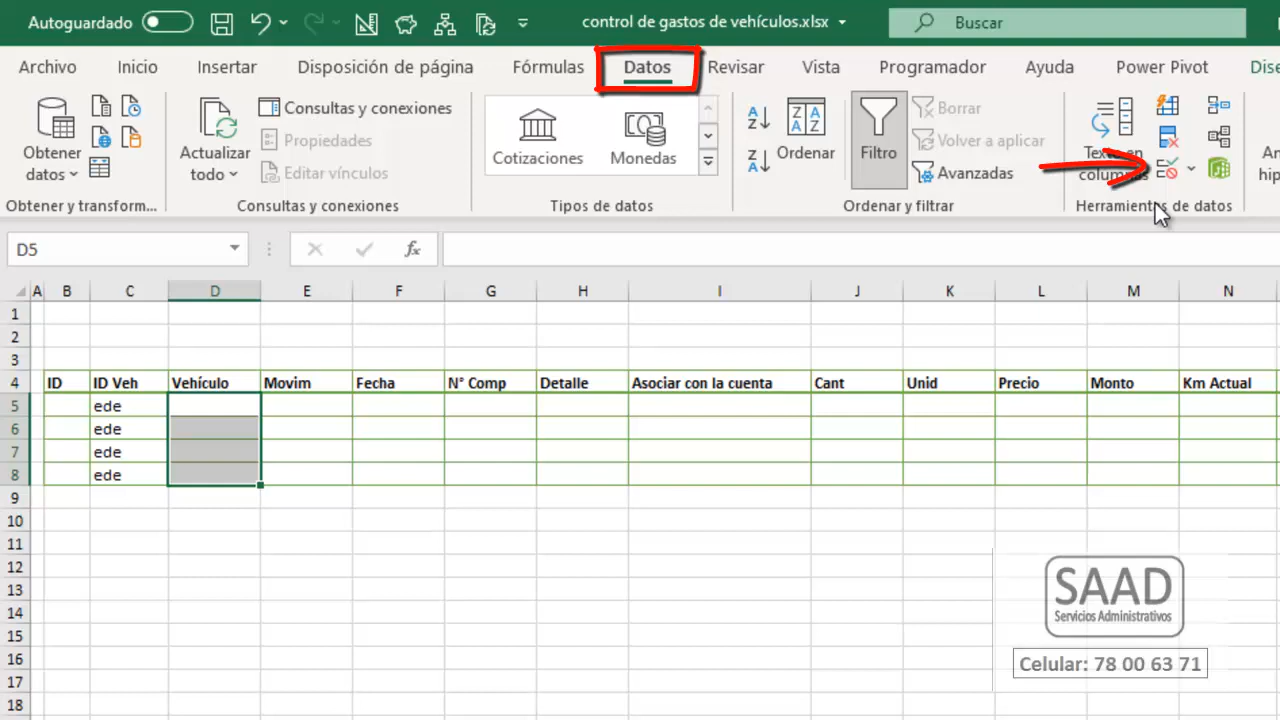 Autoguardado
control de gastos de vehículos.xlsx
Buscar
Archivo Inicio Insertar Disposición de página Fórmulas Datos Revisar Vista Programador Ayuda Power Pivot
Obtener datos
Actualizar todo
Consultas y conexiones
Propiedades
Editar vínculos
Cotizaciones
Monedas
Ordenar
Filtro
Borrar
Volver a aplicar
Avanzadas
Texto en
columnas
Obtener y transform... Consultas y conexiones Tipos de datos Ordenar y filtrar Herramientas de datos
D5 fx
A B C D E F G H I J K L M N
1
2
3
4 ID ID Veh Vehículo Movim Fecha N° Comp Detalle Asociar con la cuenta Cant Unid Precio Monto Km Actual
5 ede
6 ede
7 ede
8 ede
9
10
11
12
13
14
15
16
17
18
SAAD
Servicios Administrativos
Celular: 78 00 63 71